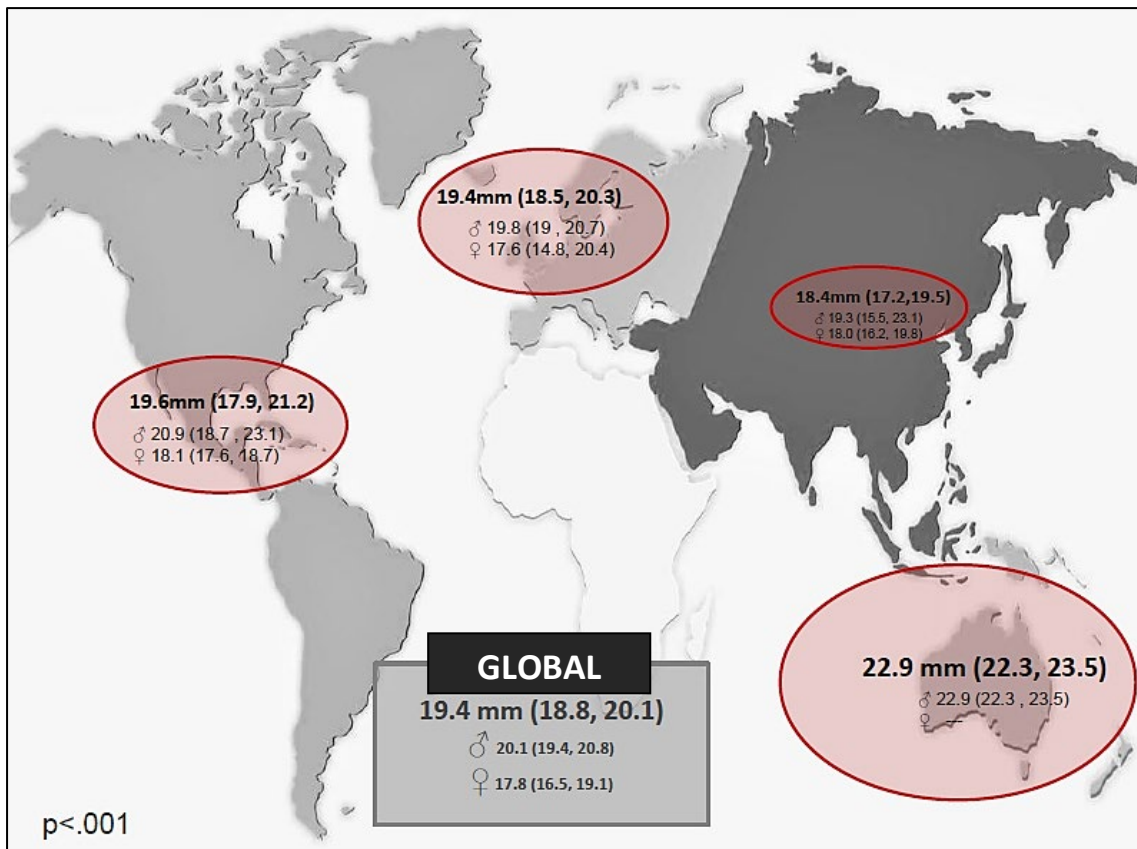 19.4mm (18.5, 20.3)
♂ 19.8 (19 , 20.7)
♀ 17.6 (14.8, 20.4)
18.4mm (17.2,19.5)
♂ 19.3 (15.5, 23.1)
♀ 18.0 (16.2, 19.8)
19.6mm (17.9, 21.2)
♂ 20.9 (18.7 , 23.1)
♀ 18.1 (17.6, 18.7)
22.9 mm (22.3, 23.5)
♂ 22.9 (22.3 , 23.5)
♀ —
GLOBAL
19.4 mm (18.8, 20.1)
♂ 20.1 (19.4, 20.8)
♀ 17.8 (16.5, 19.1)
p<.001